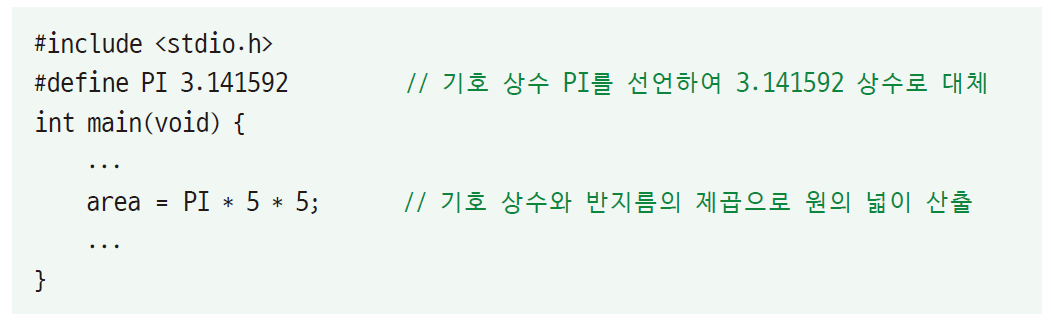 #include <stdio.h>
#define PI 3.141592 // 기호 상수 PI를 선언하여 3.141592 상수로 대체
int main(void) {
...
area = PI * 5 * 5; // 기호 상수와 반지름의 제곱으로 원의 넓이 산출
...
}